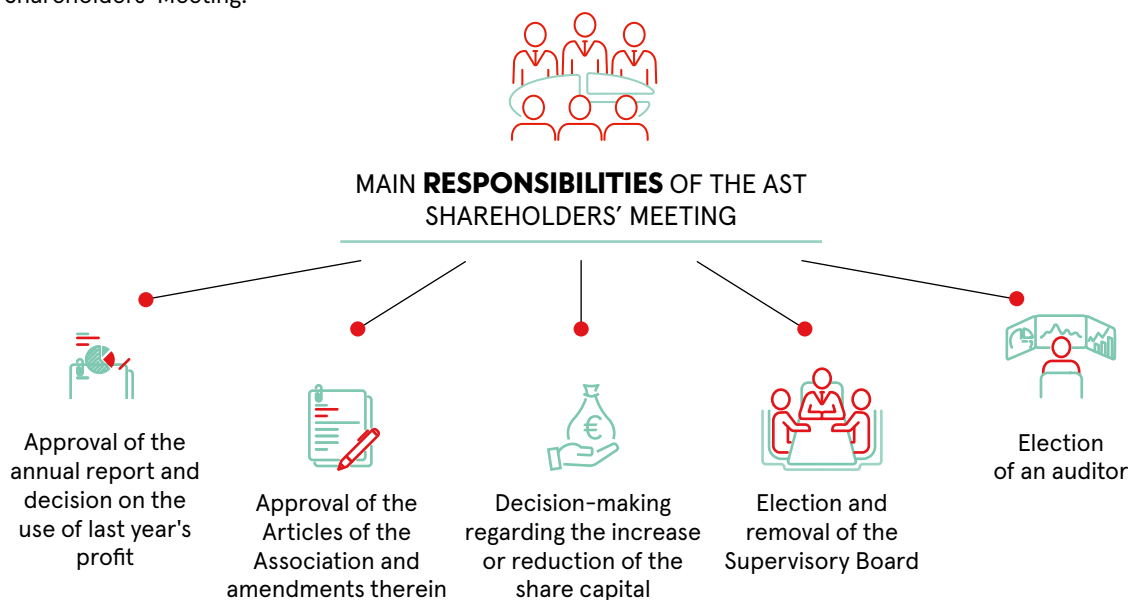 Shareholders' Meeting.
MAIN RESPONSIBILITIES OF THE AST
SHAREHOLDERS' MEETING
Approval of the
annual report and
decision on the
use of last year's
profit
Approval of the
Articles of the
Association and
amendments therein
Decision-making
regarding the increase
or reduction of the
share capital
€
Election and
removal of the
Supervisory Board
Election
of an auditor